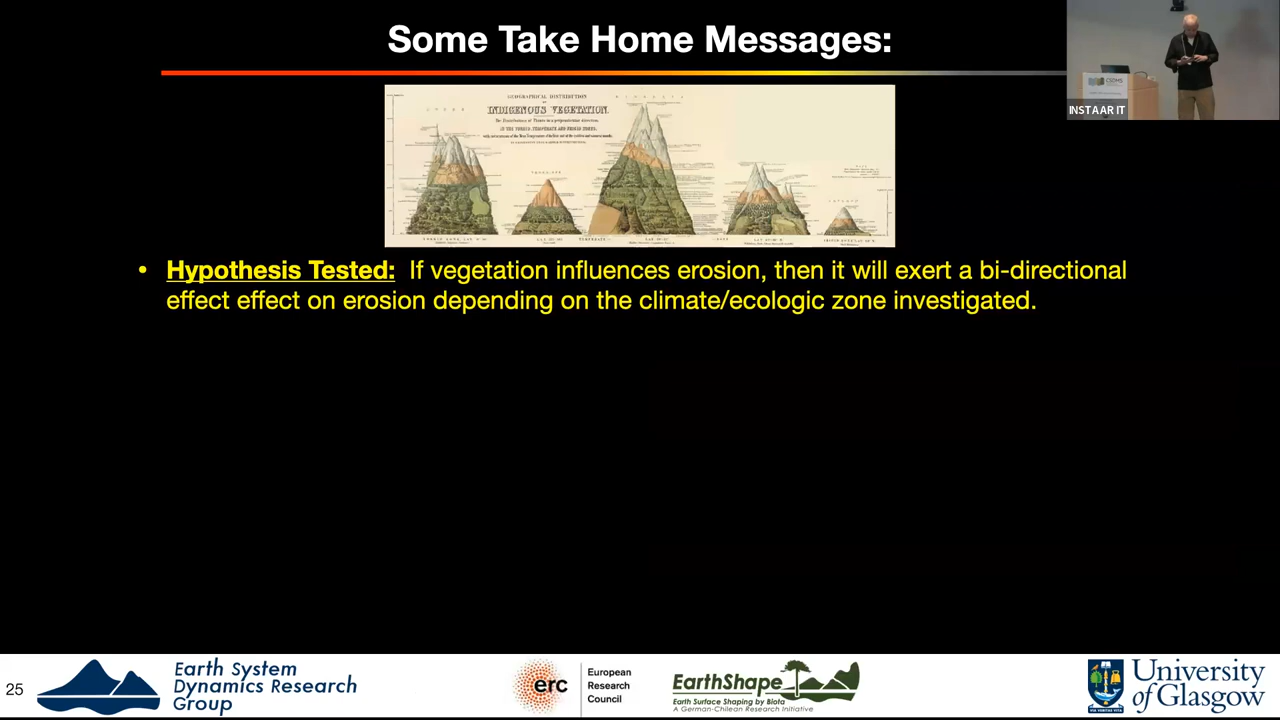 Some Take Home Messages:
GEOGRAPHICAL DISTRIBUTION
INDIGENOUS VEGETATION.
CSDMS
INSTAAR IT
• Hypothesis Tested: If vegetation influences erosion, then it will exert a bi-directional
effect effect on erosion depending on the climate/ecologic zone investigated.
25
Earth System
Dynamics Research
Group
erc
European
Research
Council
EarthShape
Earth Surface Shaping by Biota
A German-Chilean Research Initiative
University
of Glasgow